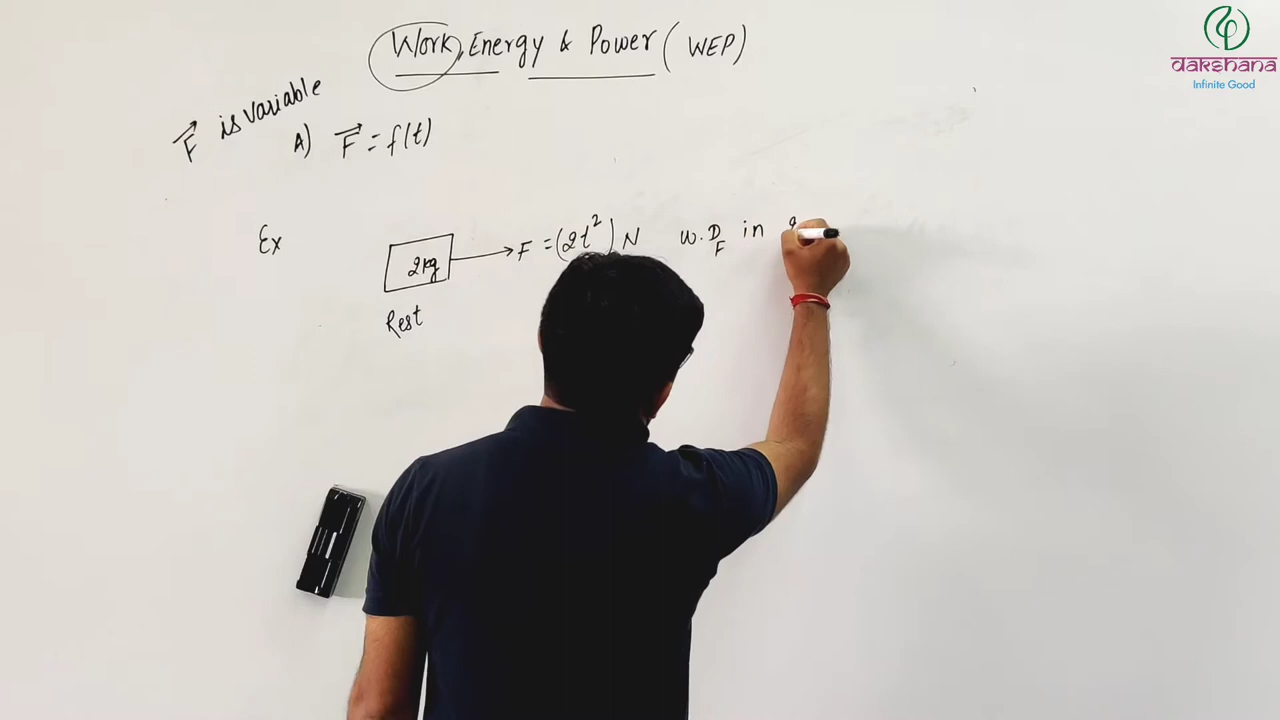 Work, Energy & Power (WEP)
dakshana
Infinite Good
F⃗ is variable
A) F⃗ = f(t)
Ex
2kg
F = (2t²) N
W.D_F in
Rest